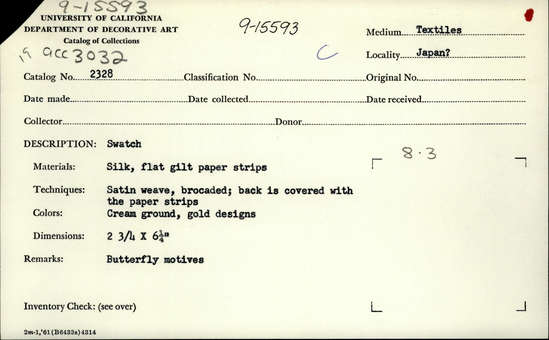 9-15593
UNIVERSITY OF CALIFORNIA
DEPARTMENT OF DECORATIVE ART
Catalog of Collections
9-15593
Medium Textiles
acc 3032
Locality Japan?
Catalog No. 2328 Classification No. Original No.
Date made Date collected Date received
Collector Donor
DESCRIPTION: Swatch
8.3
Materials: Silk, flat gilt paper strips
Techniques: Satin weave, brocaded; back is covered with
the paper strips
Colors: Cream ground, gold designs
Dimensions: 2 3/4 X 6¼"
Remarks: Butterfly motives
Inventory Check: (see over)
2m-1,'61(B6433s)4314